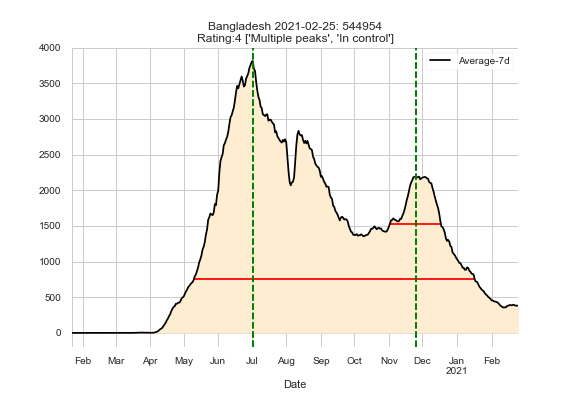 Bangladesh 2021-02-25: 544954
Rating:4 ['Multiple peaks', 'In control']
Average-7d
4000
3500
3000
2500
2000
1500
1000
500
0
Feb Mar Apr May Jun Jul Aug Sep Oct Nov Dec Jan Feb
2021
Date